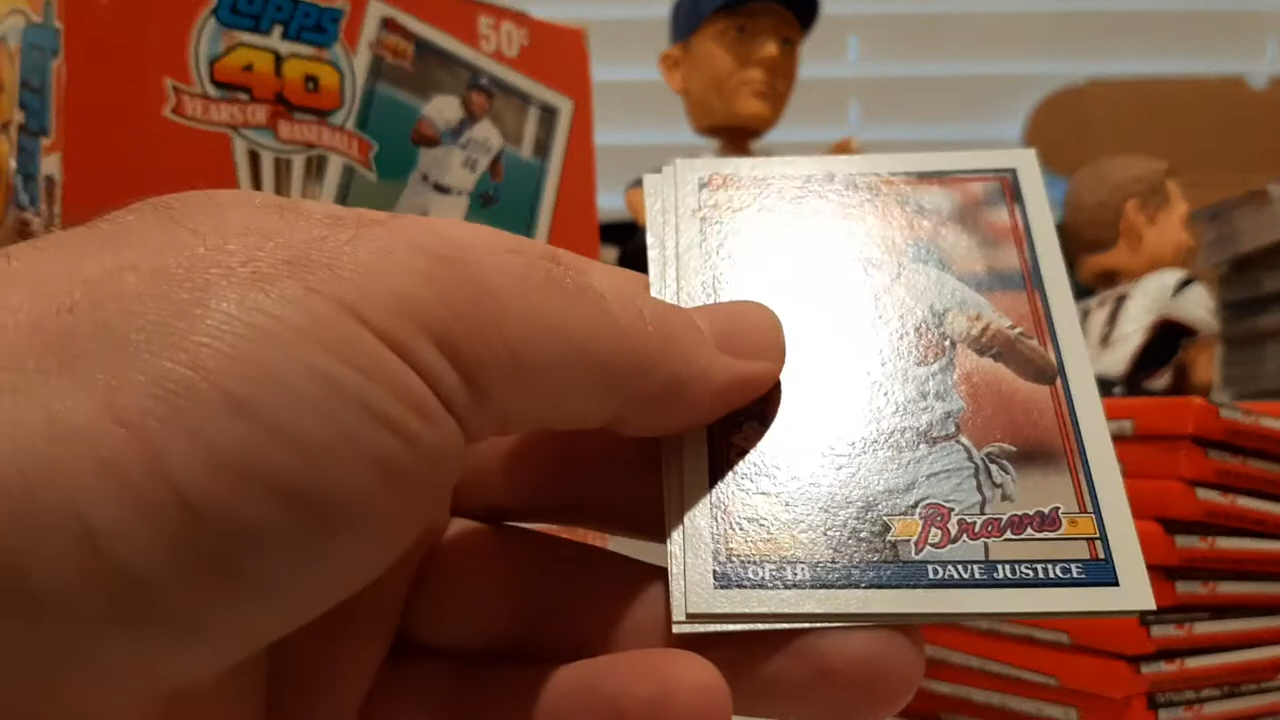 TOPPS
50¢
40
YEARS OF BASEBALL
Braves
OF-1B DAVE JUSTICE